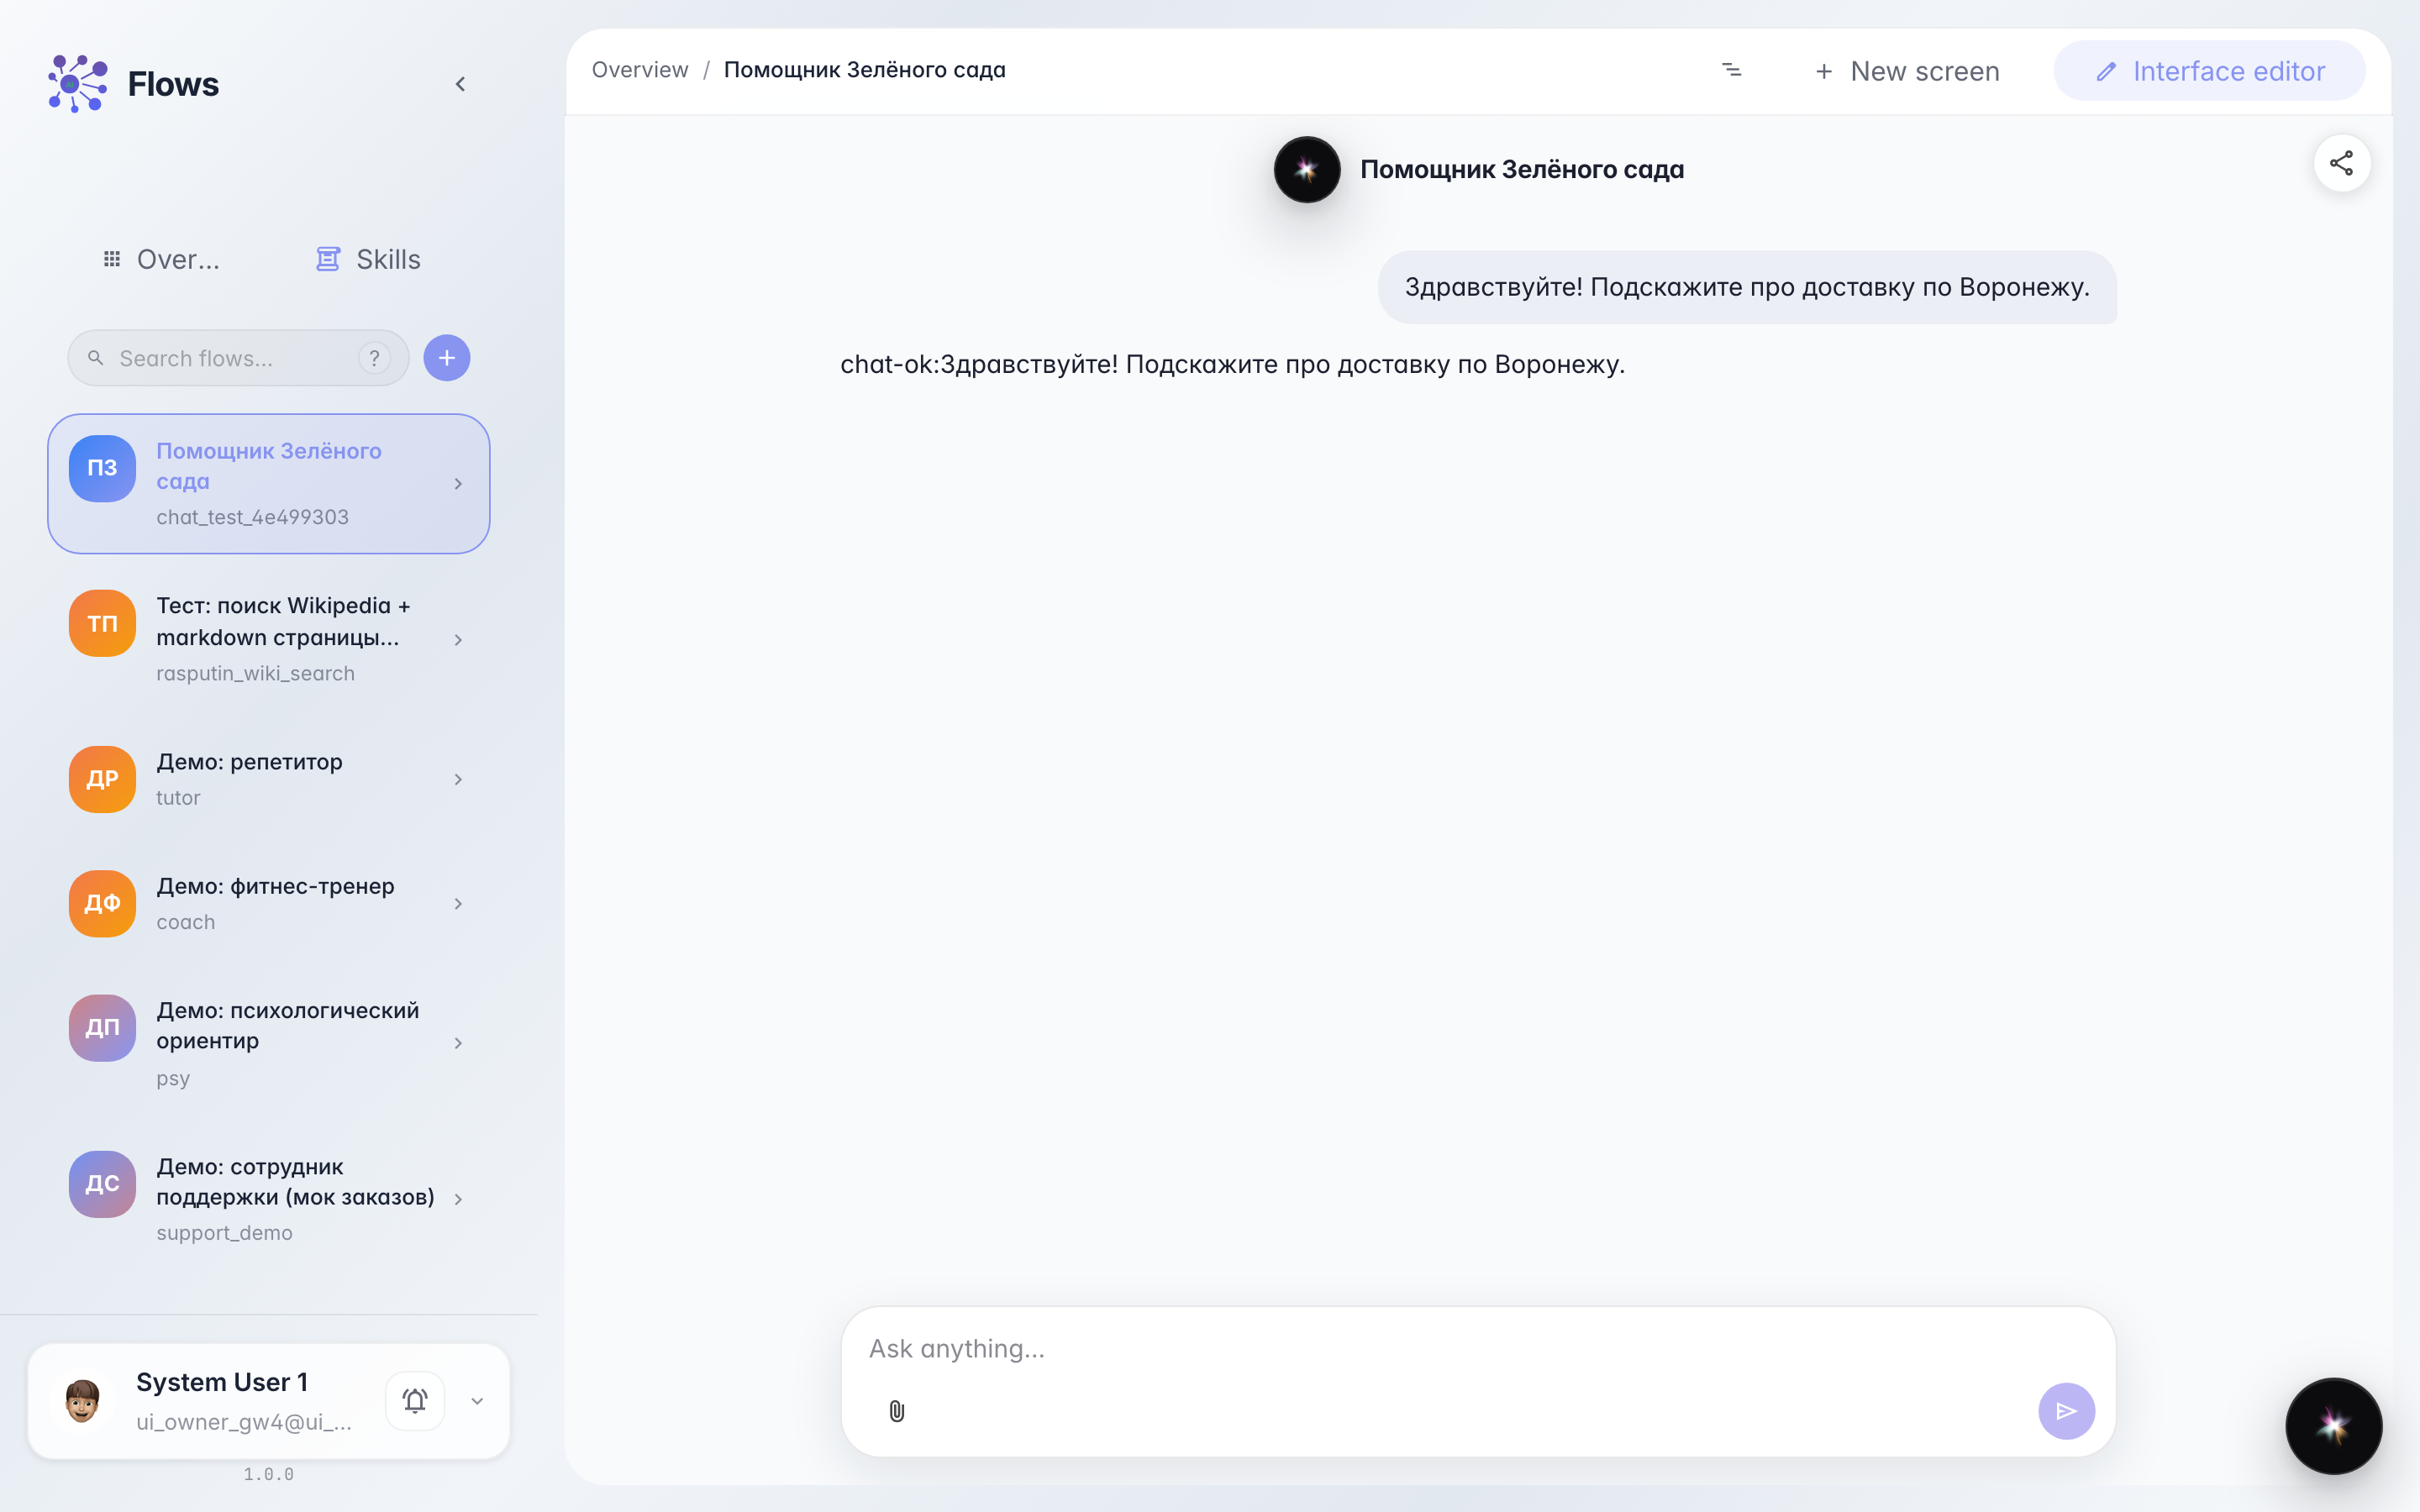 Flows
Over...
Skills
Search flows...
?
ПЗ
Помощник Зелёного
сада
chat_test_4e499303
ТП
Тест: поиск Wikipedia +
markdown страницы...
rasputin_wiki_search
ДР
Демо: репетитор
tutor
ДФ
Демо: фитнес-тренер
coach
ДП
Демо: психологический
ориентир
psy
ДС
Демо: сотрудник
поддержки (мок заказов)
support_demo
System User 1
ui_owner_gw4@ui_...
1.0.0
Overview / Помощник Зелёного сада
New screen
Interface editor
Помощник Зелёного сада
Здравствуйте! Подскажите про доставку по Воронежу.
chat-ok:Здравствуйте! Подскажите про доставку по Воронежу.
Ask anything...